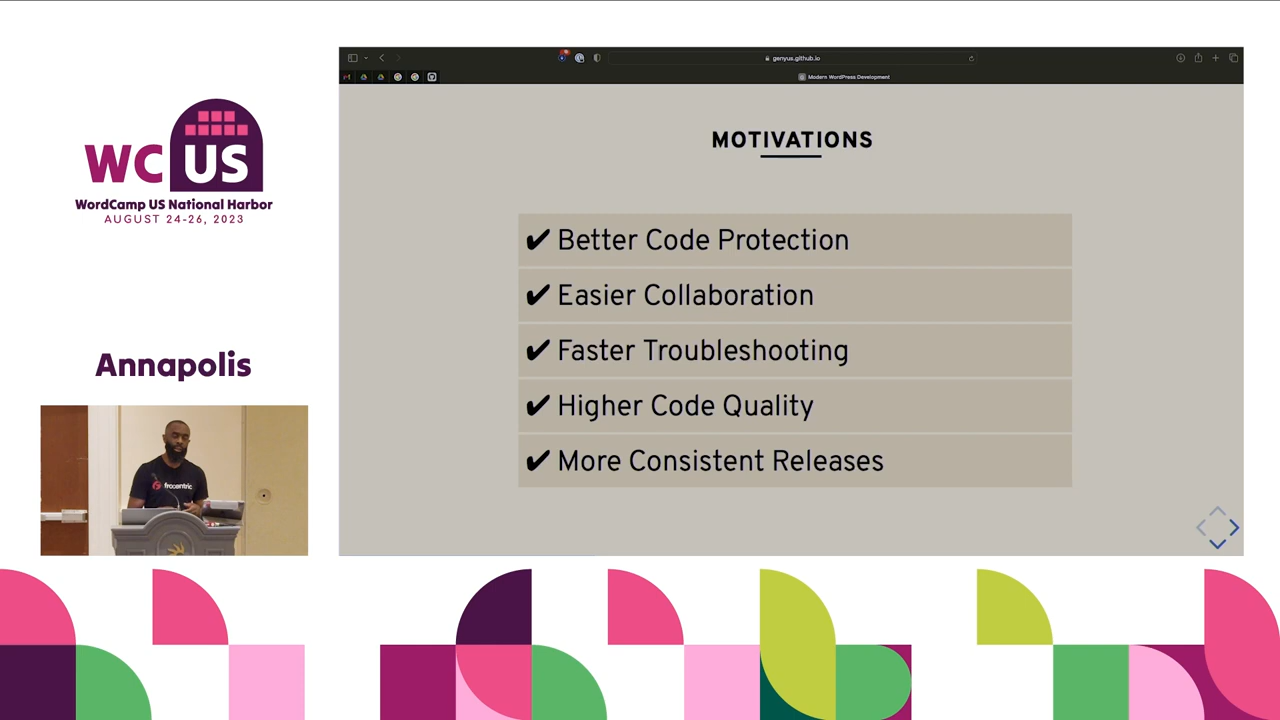 WC US
WordCamp US National Harbor
AUGUST 24-26, 2023
Annapolis
frocentric
genyus.github.io
Modern WordPress Development
MOTIVATIONS
✔ Better Code Protection
✔ Easier Collaboration
✔ Faster Troubleshooting
✔ Higher Code Quality
✔ More Consistent Releases